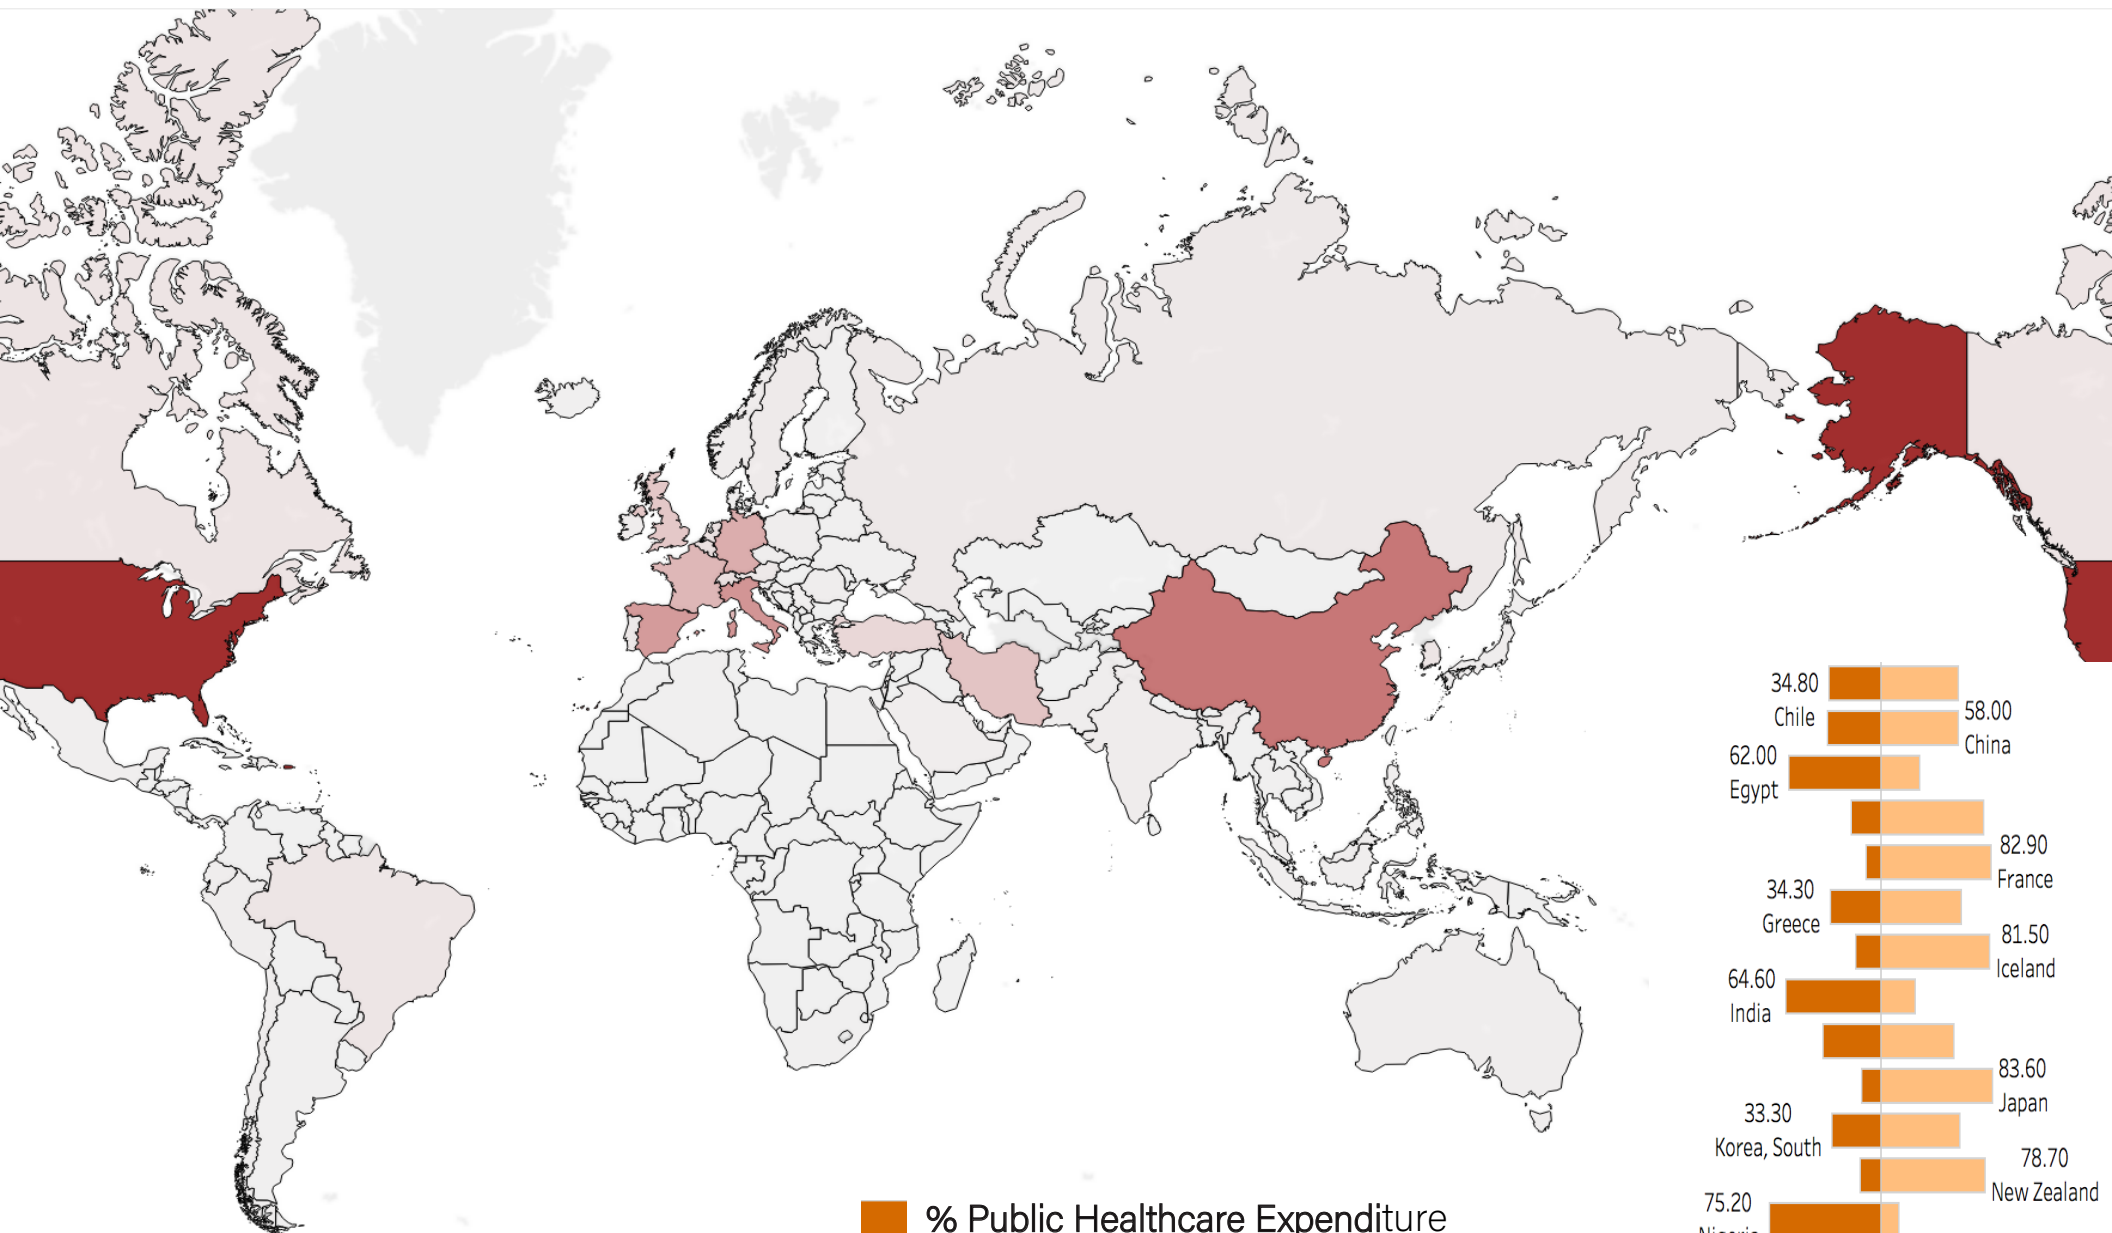 34.80
Chile
58.00
China
62.00
Egypt
82.90
France
34.30
Greece
81.50
Iceland
64.60
India
83.60
Japan
33.30
Korea, South
78.70
New Zealand
75.20
Nigeria
% Public Healthcare Expenditure